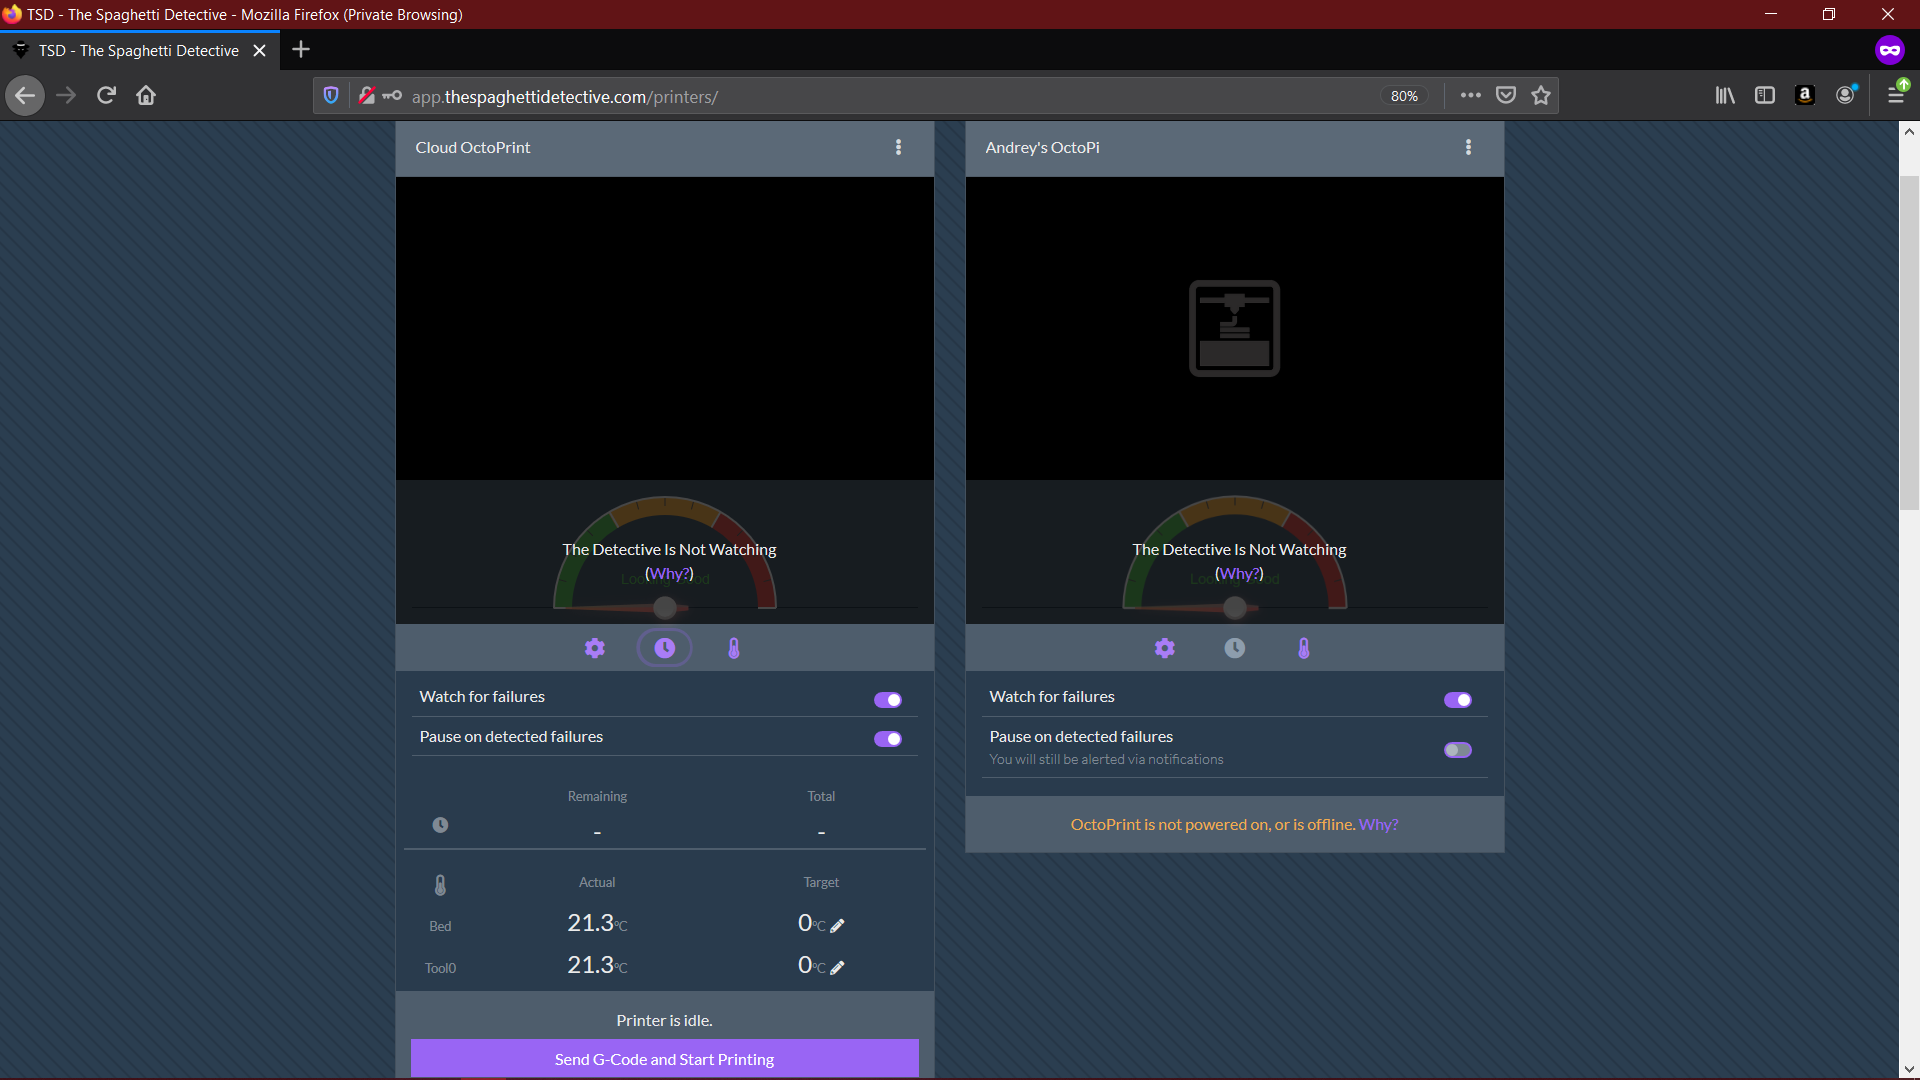 TSD - The Spaghetti Detective - Mozilla Firefox (Private Browsing)
TSD - The Spaghetti Detective
app.thespaghettidetective.com/printers/
80%
Cloud OctoPrint
The Detective Is Not Watching
(Why?)
Looking Good
Watch for failures
Pause on detected failures
Remaining Total
- -
Actual Target
Bed 21.3°C 0°C
Tool0 21.3°C 0°C
Printer is idle.
Send G-Code and Start Printing
Andrey's OctoPi
The Detective Is Not Watching
(Why?)
Looking Good
Watch for failures
Pause on detected failures
You will still be alerted via notifications
OctoPrint is not powered on, or is offline. Why?